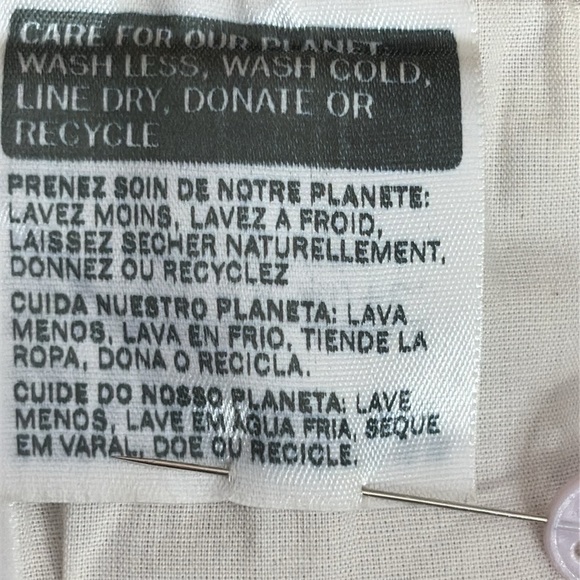 CARE FOR OUR PLANET:
WASH LESS, WASH COLD,
LINE DRY, DONATE OR
RECYCLE
PRENEZ SOIN DE NOTRE PLANETE:
LAVEZ MOINS, LAVEZ A FROID,
LAISSEZ SECHER NATURELLEMENT,
DONNEZ OU RECYCLEZ
CUIDA NUESTRO PLANETA: LAVA
MENOS, LAVA EN FRIO, TIENDE LA
ROPA, DONA O RECICLA.
CUIDE DO NOSSO PLANETA: LAVE
MENOS, LAVE EM AGUA FRIA, SEQUE
EM VARAL, DOE OU RECICLE.